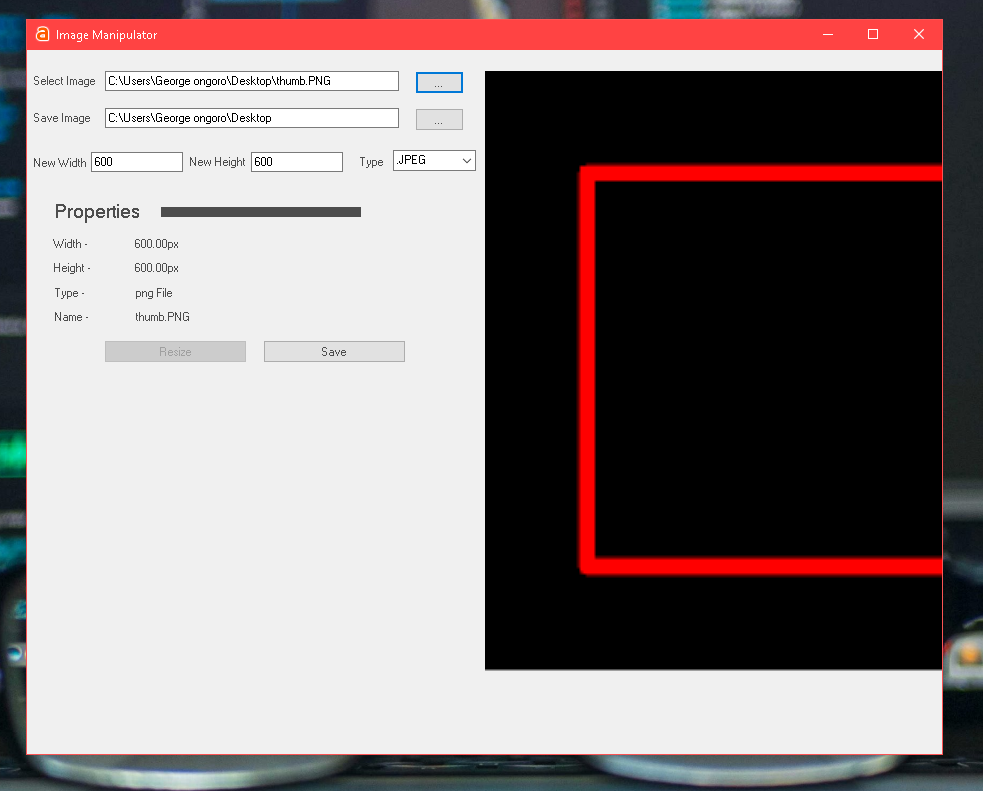 Image Manipulator
Select Image C:\Users\George ongoro\Desktop\thumb.PNG ...
Save Image C:\Users\George ongoro\Desktop ...
New Width 600 New Height 600 Type .JPEG
Properties
Width - 600.00px
Height - 600.00px
Type - png File
Name - thumb.PNG
Resize Save